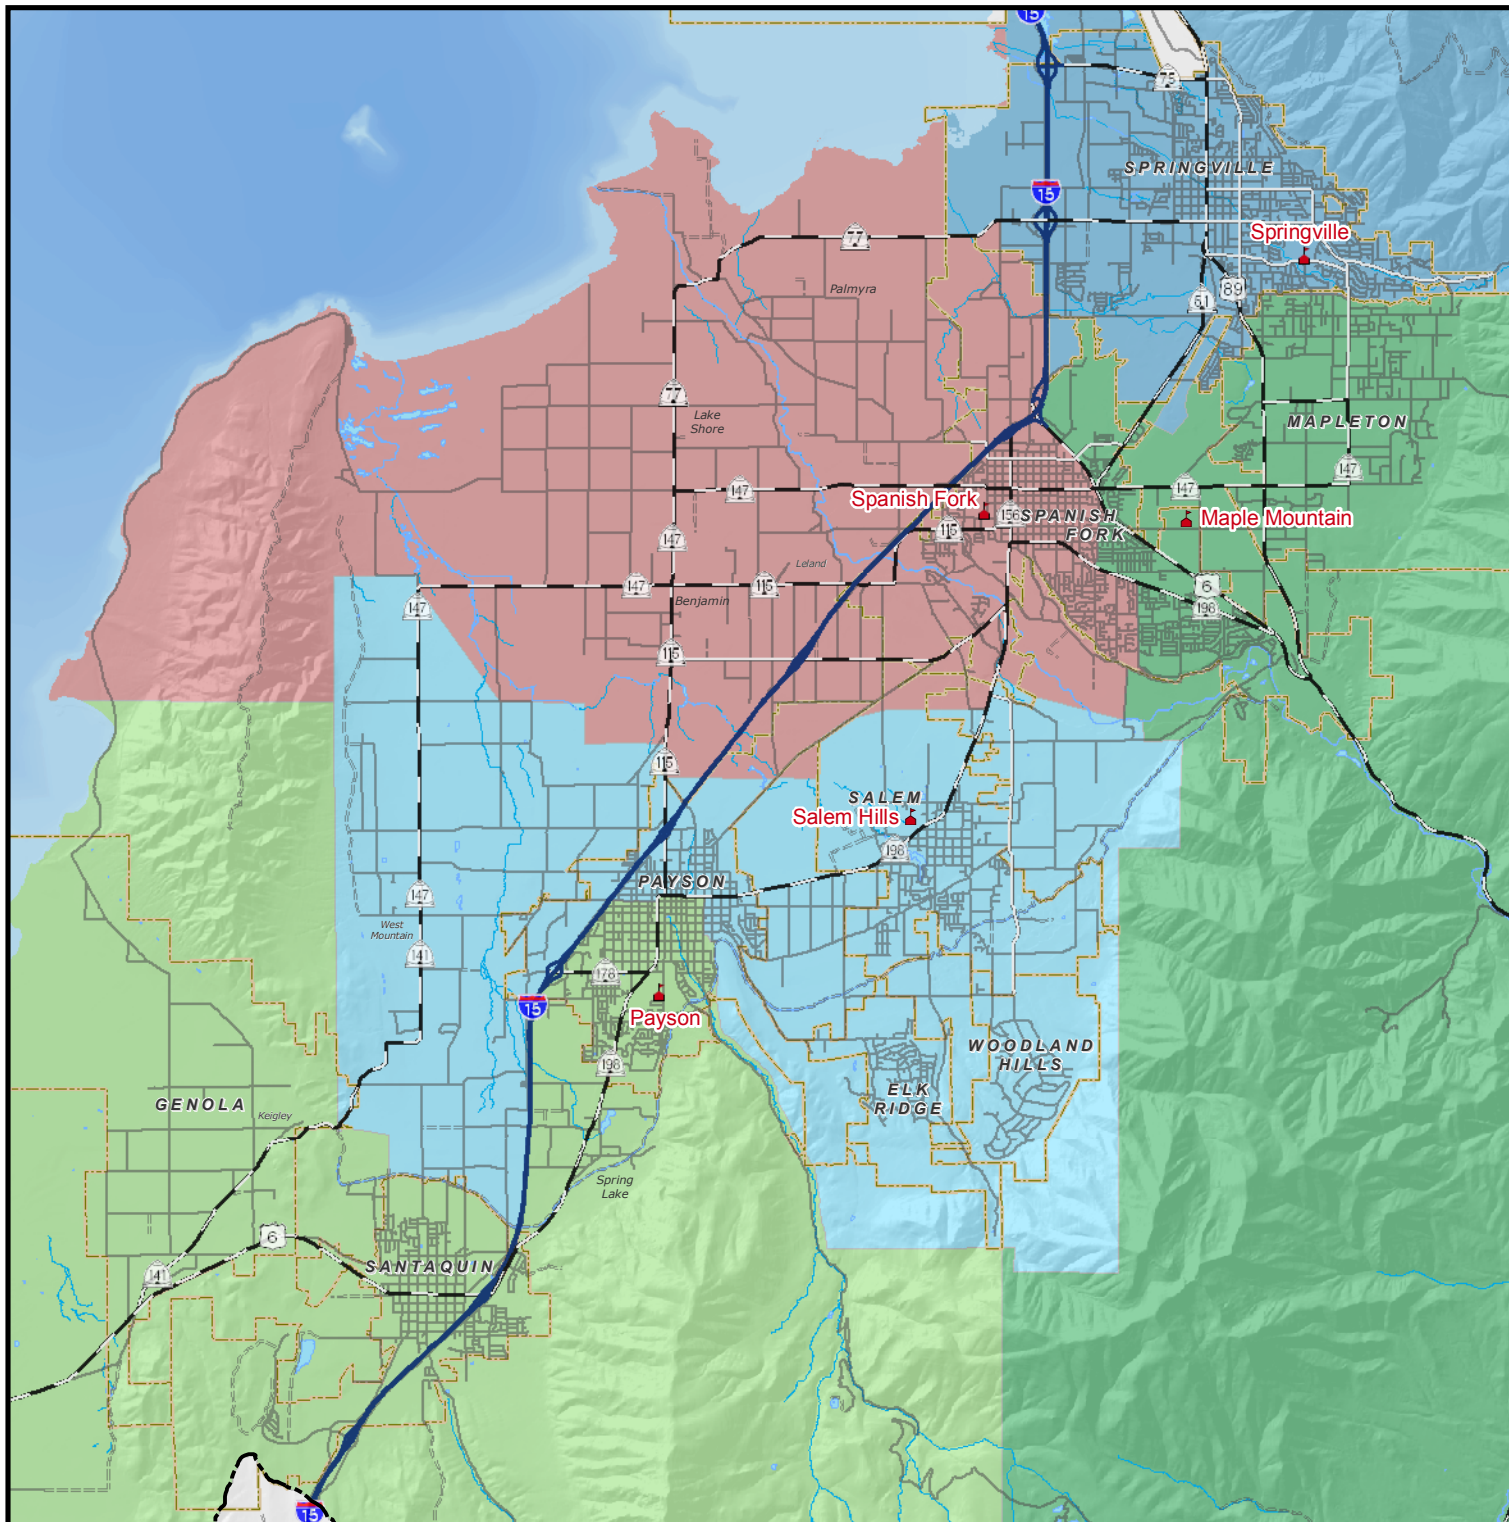 15
75
SPRINGVILLE
15
Springville
77
Palmyra
89
51
77
Lake
Shore
MAPLETON
147
147
147
Spanish Fork
156
SPANISH
FORK
Maple Mountain
115
147
Leland
147
115
6
198
147
Benjamin
115
115
SALEM
Salem Hills
198
PAYSON
147
West
Mountain
141
178
15
Payson
WOODLAND
HILLS
198
ELK
RIDGE
GENOLA
Keigley
Spring
Lake
6
SANTAQUIN
141
15